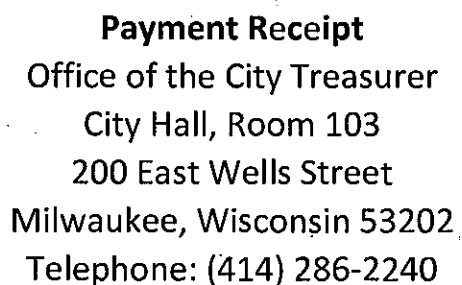 Payment Receipt
Office of the City Treasurer
City Hall, Room 103
200 East Wells Street
Milwaukee, Wisconsin 53202
Telephone: (414) 286-2240